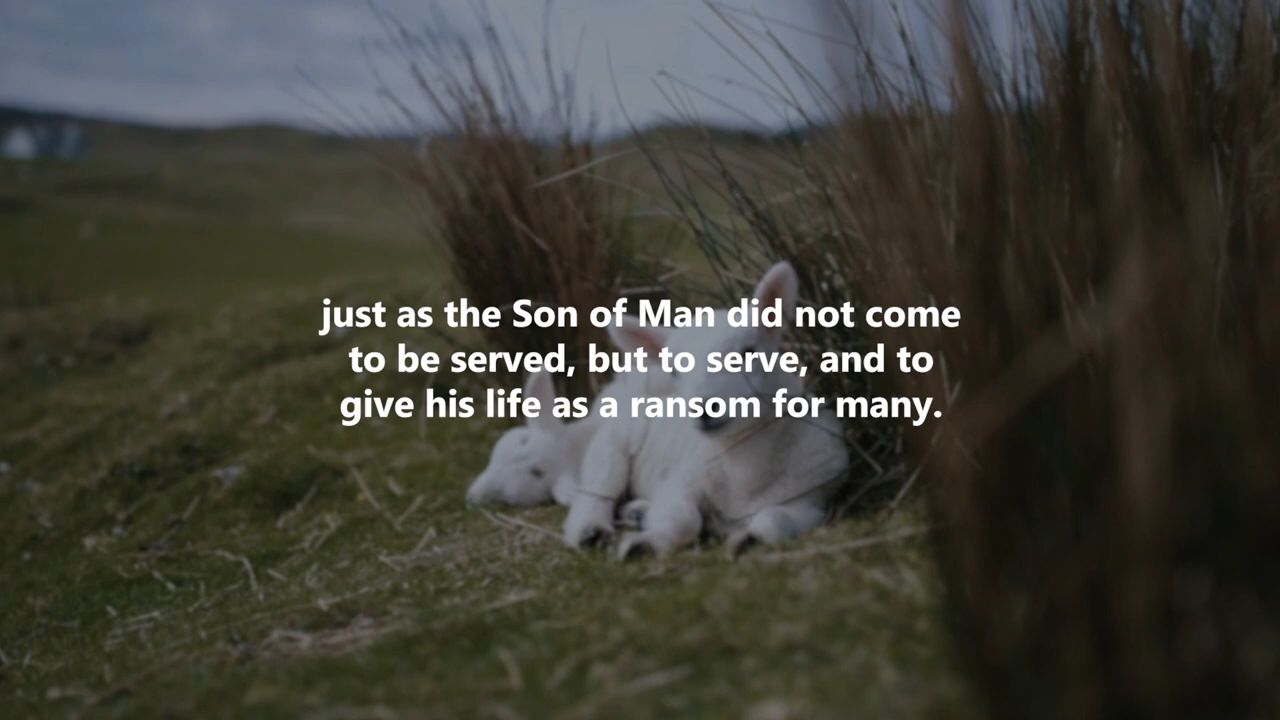 just as the Son of Man did not come
to be served, but to serve, and to
give his life as a ransom for many.